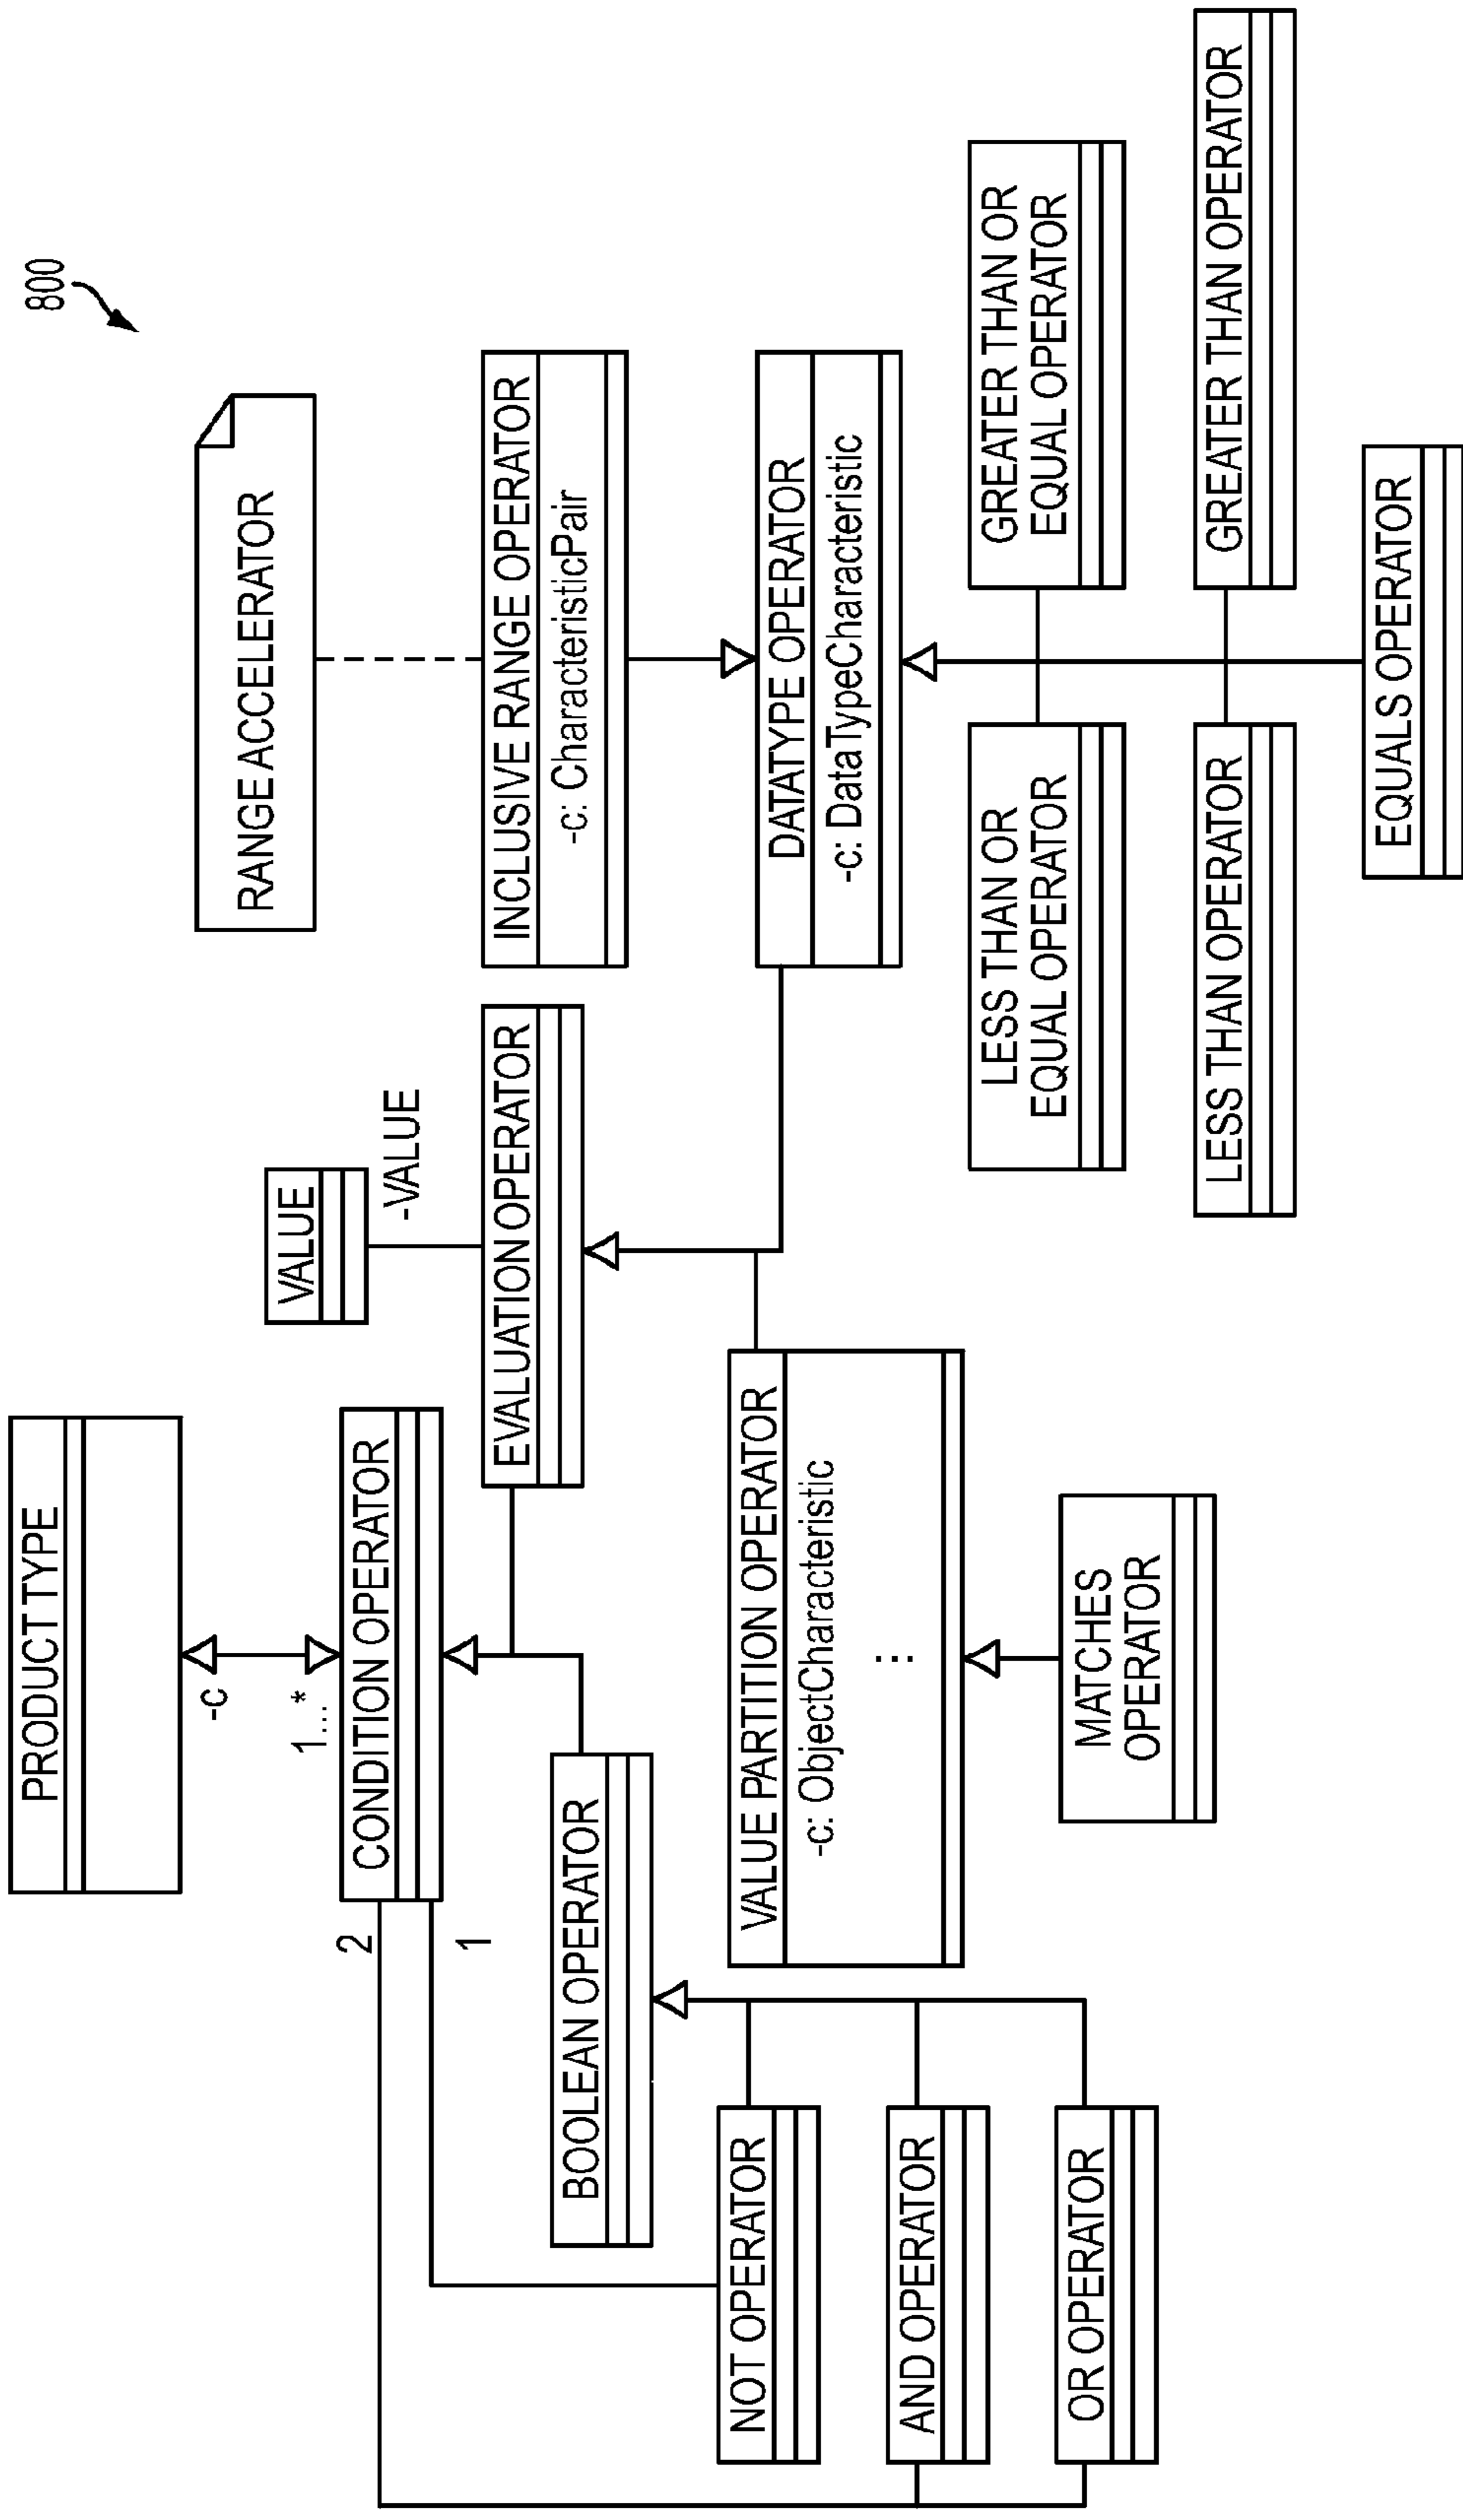 800
PRODUCT TYPE
-c
1...*
CONDITION OPERATOR
2
1
VALUE
-VALUE
EVALUATION OPERATOR
RANGE ACCELERATOR
INCLUSIVE RANGE OPERATOR
-c: CharacteristicPair
BOOLEAN OPERATOR
NOT OPERATOR
AND OPERATOR
OR OPERATOR
VALUE PARTITION OPERATOR
-c: ObjectCharacteristic
...
MATCHES
OPERATOR
DATATYPE OPERATOR
-c: DataTypeCharacteristic
LESS THAN OR
EQUAL OPERATOR
GREATER THAN OR
EQUAL OPERATOR
LESS THAN OPERATOR
GREATER THAN OPERATOR
EQUALS OPERATOR